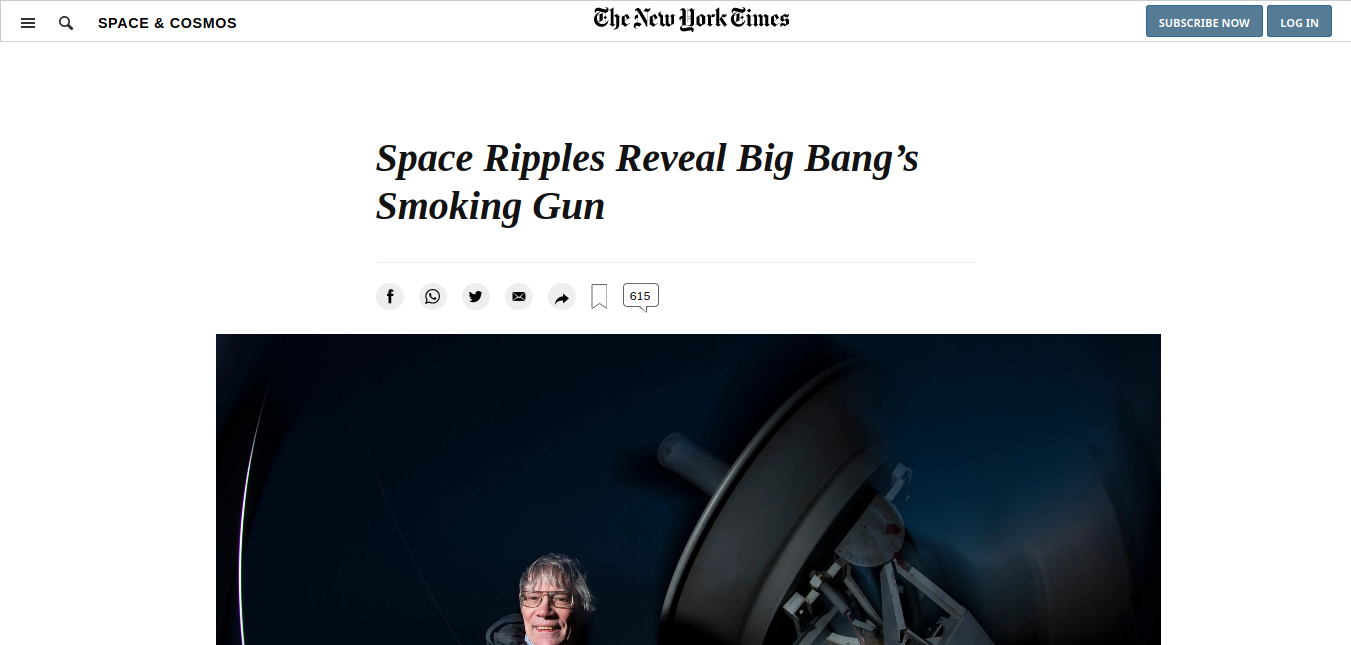 SPACE & COSMOS
The New York Times
SUBSCRIBE NOW
LOG IN
Space Ripples Reveal Big Bang’s
Smoking Gun
615